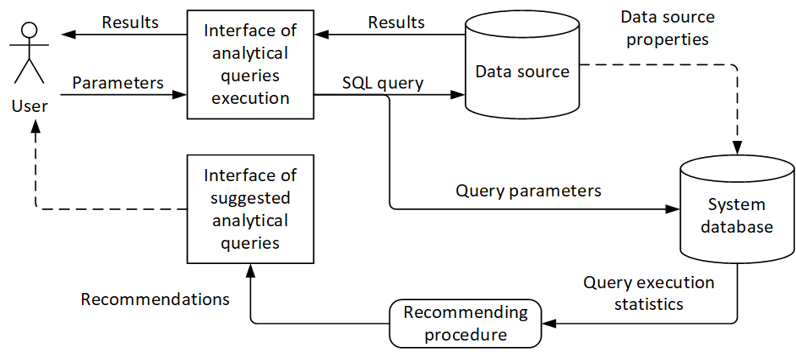 Results
Interface of
analytical
queries
execution
Results
Data source
properties
Data source
User
Parameters
SQL query
Interface of
suggested
analytical
queries
Query parameters
System
database
Recommendations
Query execution
statistics
Recommending
procedure